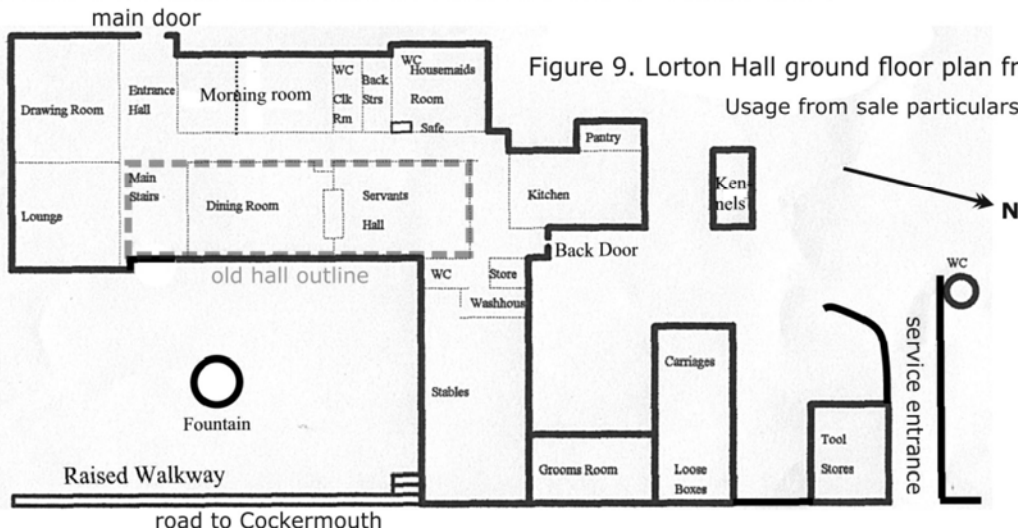 main door
Figure 9. Lorton Hall ground floor plan fr
Usage from sale particulars
Drawing Room
Entrance
Hall
Morning room
WC
Clk
Rm
Back
Strs
WC
Housemaids
Room
Safe
Pantry
Kitchen
Ken-
nels
N
Lounge
Main
Stairs
Dining Room
Servants
Hall
old hall outline
Back Door
WC
Store
Washhous
Stables
Fountain
Raised Walkway
road to Cockermouth
Grooms Room
Carriages
Loose
Boxes
Tool
Stores
service entrance
WC